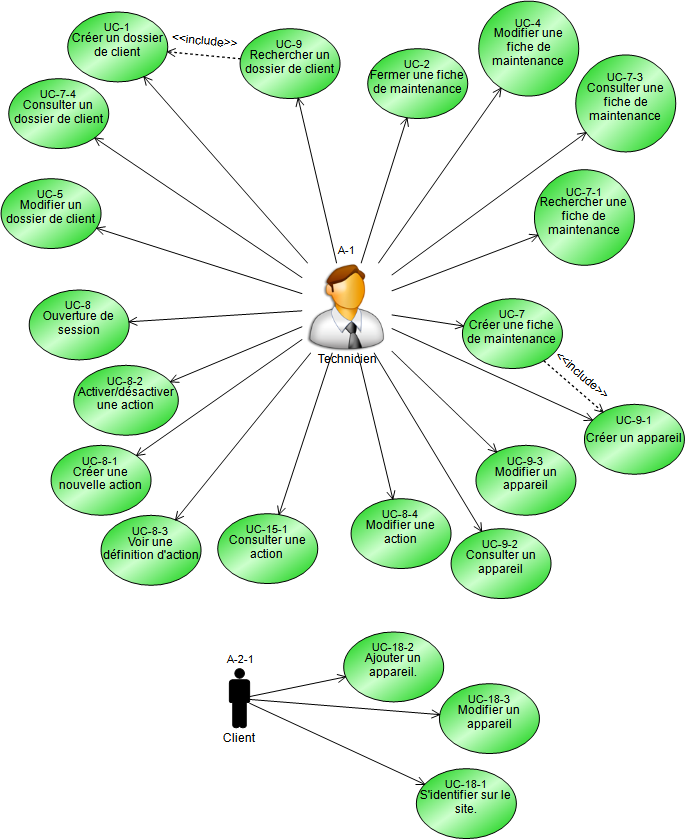 UC-1
Créer un dossier
de client
<<include>>
UC-9
Rechercher un
dossier de client
UC-2
Fermer une fiche
de maintenance
UC-4
Modifier une
fiche de
maintenance
UC-7-3
Consulter une
fiche de
maintenance
UC-7-4
Consulter un
dossier de client
UC-5
Modifier un
dossier de client
UC-7-1
Rechercher une
fiche de
maintenance
A-1
Technicien
UC-8
Ouverture de
session
UC-7
Créer une fiche
de maintenance
<<include>>
UC-8-2
Activer/désactiver
une action
UC-9-1
Créer un appareil
UC-8-1
Créer une
nouvelle action
UC-9-3
Modifier un
appareil
UC-8-3
Voir une
définition d'action
UC-15-1
Consulter une
action
UC-8-4
Modifier une
action
UC-9-2
Consulter un
appareil
A-2-1
Client
UC-18-2
Ajouter un
appareil.
UC-18-3
Modifier un
appareil
UC-18-1
S'identifier sur le
site.